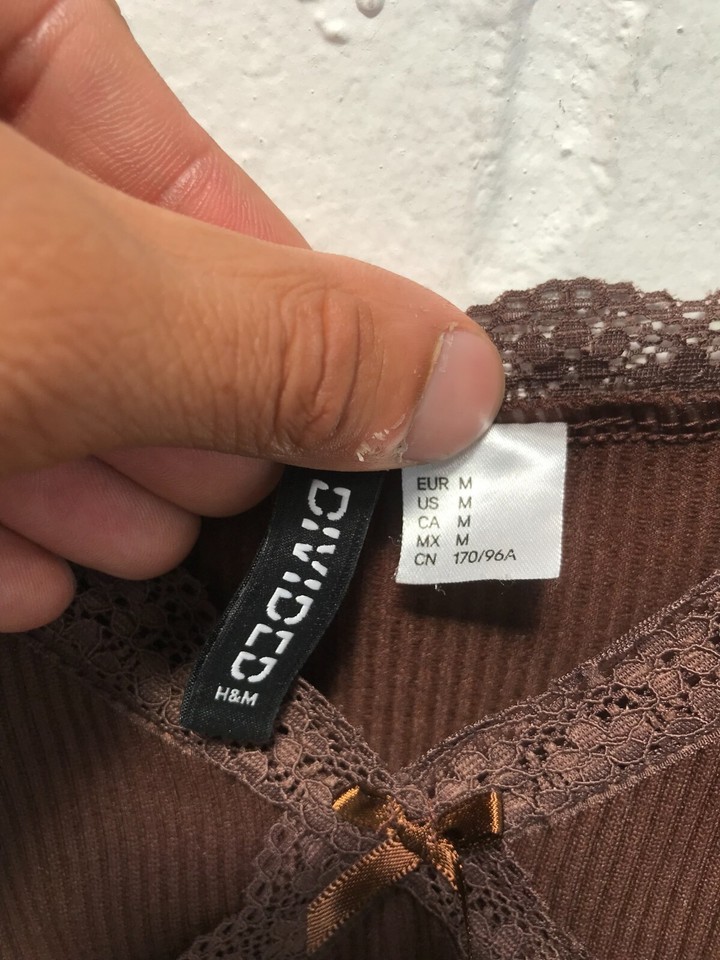 DIVIDED
H&M
EUR M
US M
CA M
MX M
CN 170/96A